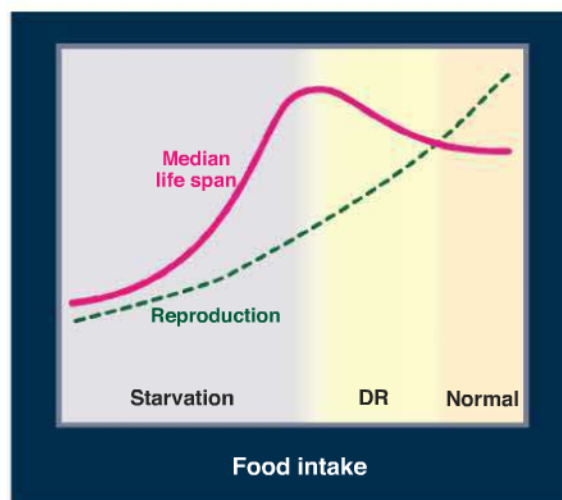 Median
life span
Reproduction
Starvation
DR
Normal
Food intake